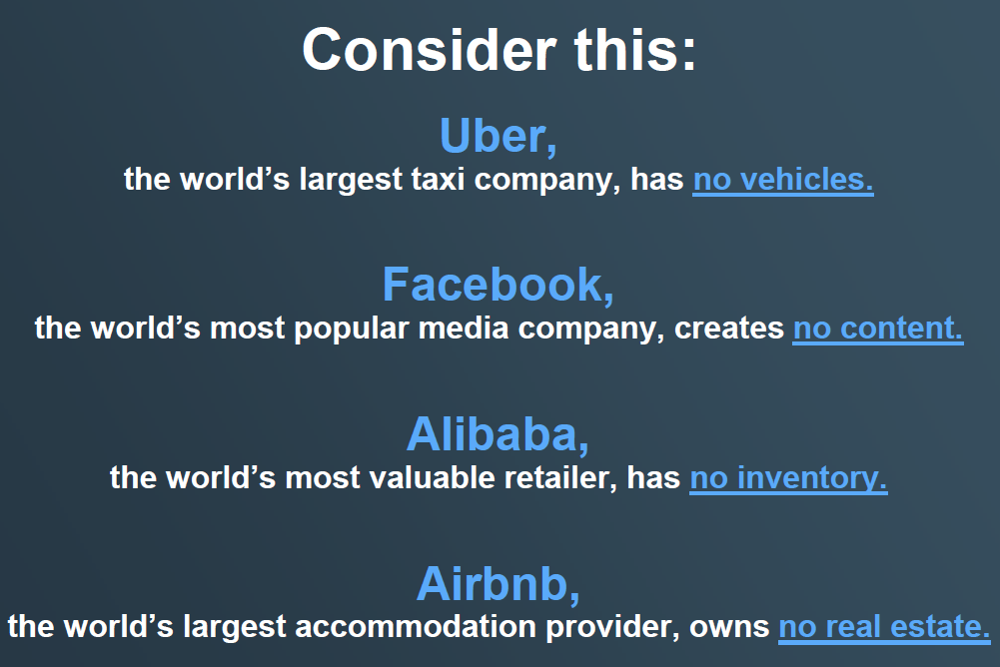 Consider this:
Uber,
the world’s largest taxi company, has no vehicles.
Facebook,
the world’s most popular media company, creates no content.
Alibaba,
the world’s most valuable retailer, has no inventory.
Airbnb,
the world’s largest accommodation provider, owns no real estate.